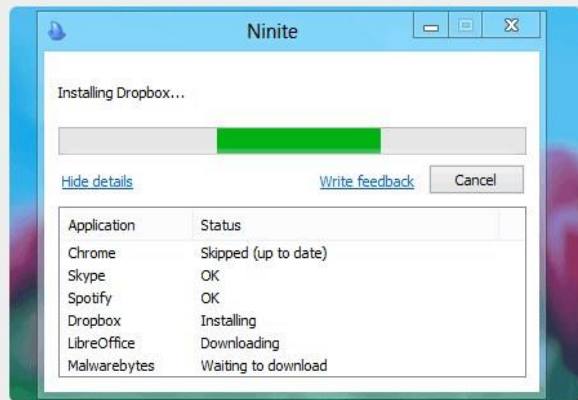 Ninite
Installing Dropbox...
Hide details Write feedback Cancel
Application Status
Chrome Skipped (up to date)
Skype OK
Spotify OK
Dropbox Installing
LibreOffice Downloading
Malwarebytes Waiting to download